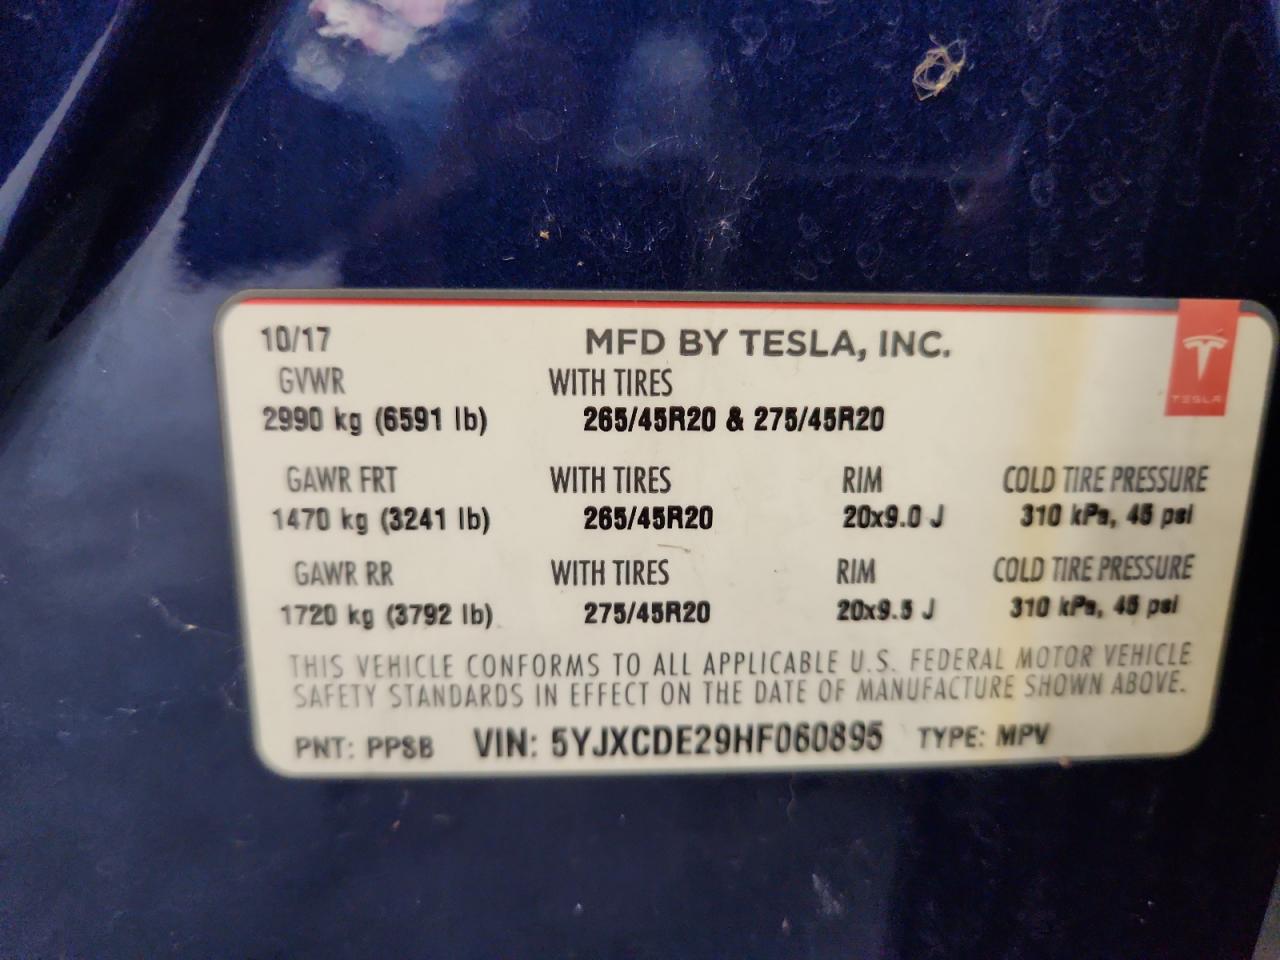 10/17 MFD BY TESLA, INC.
GVWR WITH TIRES
2990 kg (6591 lb) 265/45R20 & 275/45R20
TESLA
GAWR FRT WITH TIRES RIM COLD TIRE PRESSURE
1470 kg (3241 lb) 265/45R20 20x9.0 J 310 kPa, 45 psi
GAWR RR WITH TIRES RIM COLD TIRE PRESSURE
1720 kg (3792 lb) 275/45R20 20x9.5 J 310 kPa, 45 psi
THIS VEHICLE CONFORMS TO ALL APPLICABLE U.S. FEDERAL MOTOR VEHICLE
SAFETY STANDARDS IN EFFECT ON THE DATE OF MANUFACTURE SHOWN ABOVE.
PNT: PPSB VIN: 5YJXCDE29HF060895 TYPE: MPV